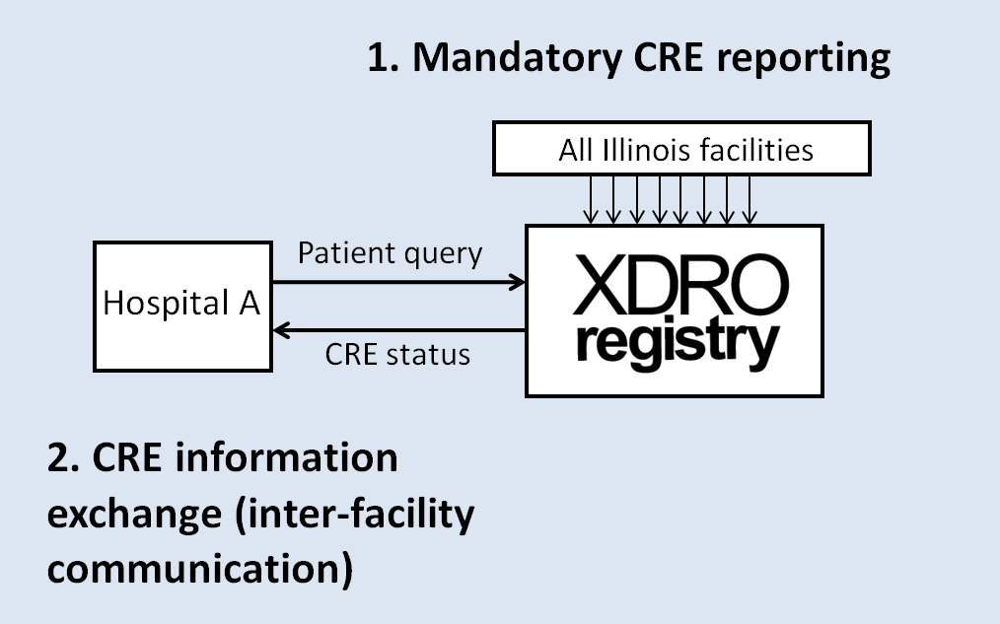 1. Mandatory CRE reporting
All Illinois facilities
Patient query
Hospital A
XDRO
registry
CRE status
2. CRE information
exchange (inter-facility
communication)